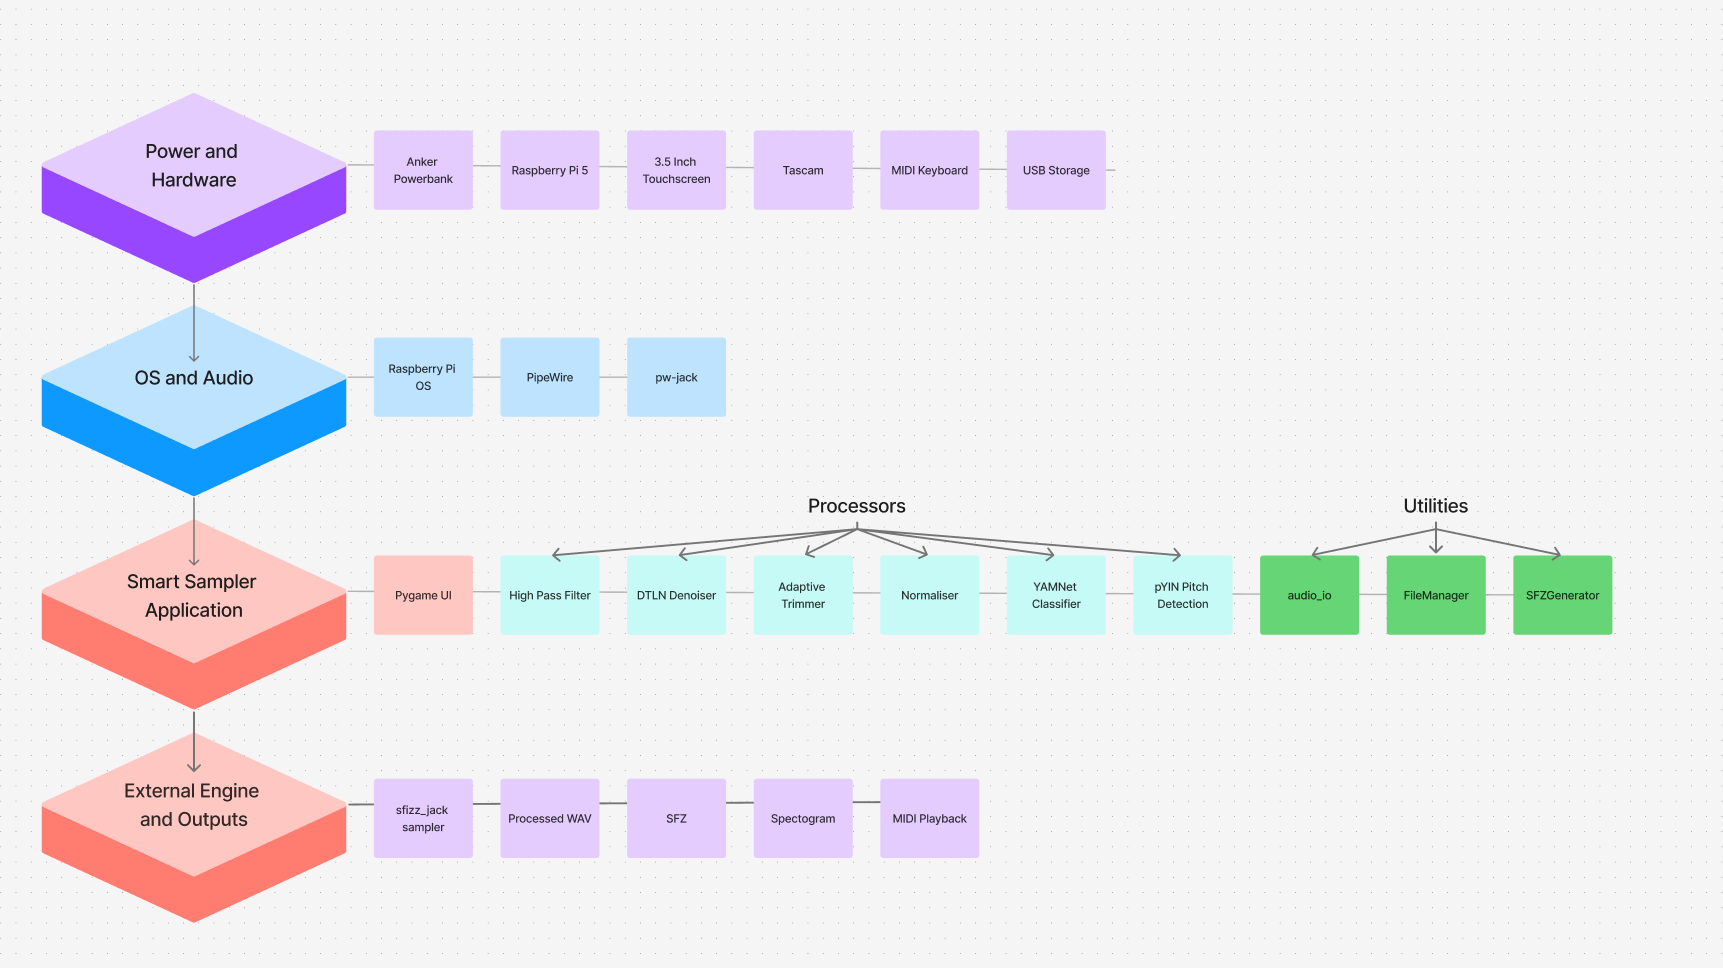 Power and
Hardware
Anker
Powerbank
Raspberry Pi 5
3.5 Inch
Touchscreen
Tascam
MIDI Keyboard
USB Storage
OS and Audio
Raspberry Pi
OS
PipeWire
pw-jack
Processors
Utilities
Smart Sampler
Application
Pygame UI
High Pass Filter
DTLN Denoiser
Adaptive
Trimmer
Normaliser
YAMNet
Classifier
pYIN Pitch
Detection
audio_io
FileManager
SFZGenerator
External Engine
and Outputs
sfizz_jack
sampler
Processed WAV
SFZ
Spectogram
MIDI Playback